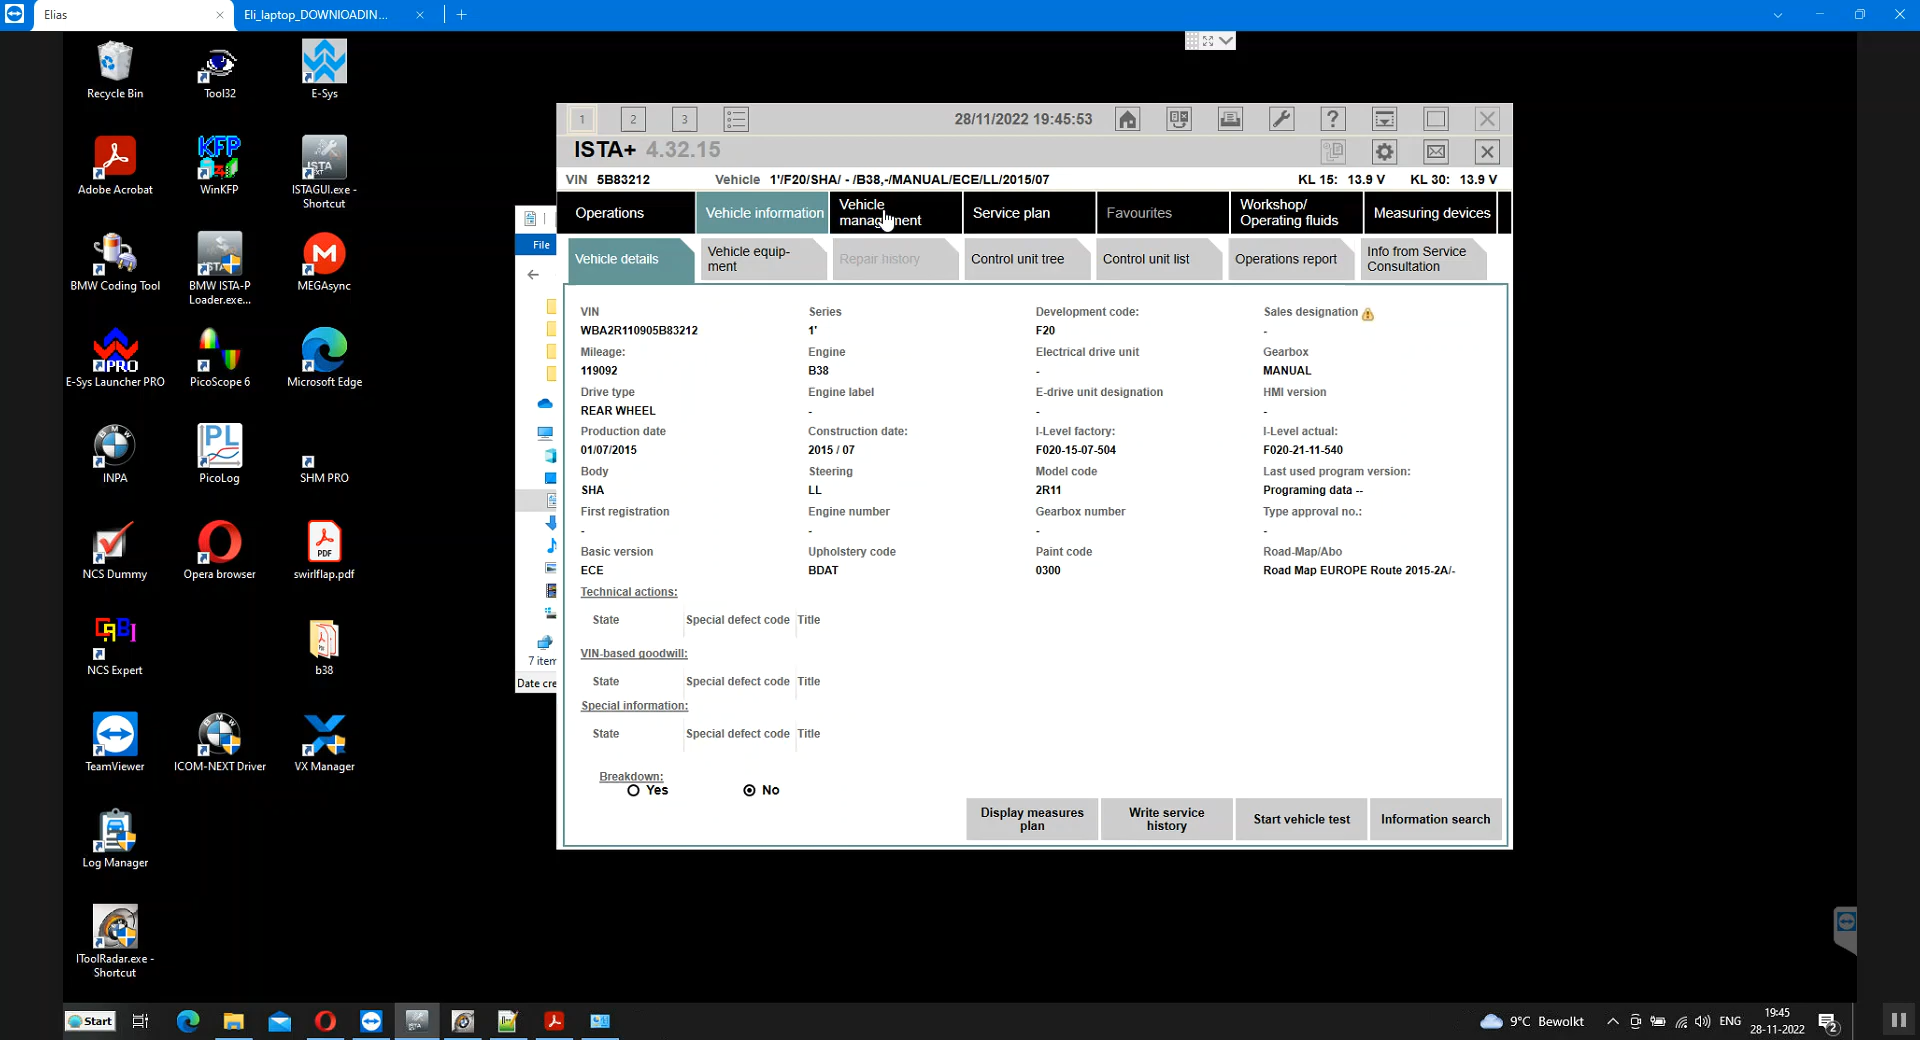 Elias
Eli_laptop_DOWNlOADIN...
Recycle Bin
Tool32
E-Sys
Adobe Acrobat
WinKFP
ISTAGUI.exe -
Shortcut
BMW Coding Tool
BMW ISTA-P
Loader.exe...
MEGAsync
E-Sys Launcher PRO
PicoScope 6
Microsoft Edge
INPA
PicoLog
SHM PRO
NCS Dummy
Opera browser
swirlflap.pdf
NCS Expert
b38
TeamViewer
ICOM-NEXT Driver
VX Manager
Log Manager
IToolRadar.exe -
Shortcut
File
7 item
Date cre
1
2
3
28/11/2022 19:45:53
ISTA+ 4.32.15
VIN 5B83212
Vehicle 1'/F20/SHA/ - /B38,-/MANUAL/ECE/LL/2015/07
KL 15: 13.9 V
KL 30: 13.9 V
Operations
Vehicle information
Vehicle
management
Service plan
Favourites
Workshop/
Operating fluids
Measuring devices
Vehicle details
Vehicle equip-
ment
Repair history
Control unit tree
Control unit list
Operations report
Info from Service
Consultation
VIN
Series
Development code:
Sales designation
WBA2R110905B83212
1'
F20
-
Mileage:
Engine
Electrical drive unit
Gearbox
119092
B38
-
MANUAL
Drive type
Engine label
E-drive unit designation
HMI version
REAR WHEEL
-
-
-
Production date
Construction date:
I-Level factory:
I-Level actual:
01/07/2015
2015 / 07
F020-15-07-504
F020-21-11-540
Body
Steering
Model code
Last used program version:
SHA
LL
2R11
Programing data --
First registration
Engine number
Gearbox number
Type approval no.:
-
-
-
-
Basic version
Upholstery code
Paint code
Road-Map/Abo
ECE
BDAT
0300
Road Map EUROPE Route 2015-2A/-
Technical actions:
State
Special defect code
Title
VIN-based goodwill:
State
Special defect code
Title
Special information:
State
Special defect code
Title
Breakdown:
Yes
No
Display measures
plan
Write service
history
Start vehicle test
Information search
Start
9°C Bewolkt
ENG
19:45
28-11-2022
2